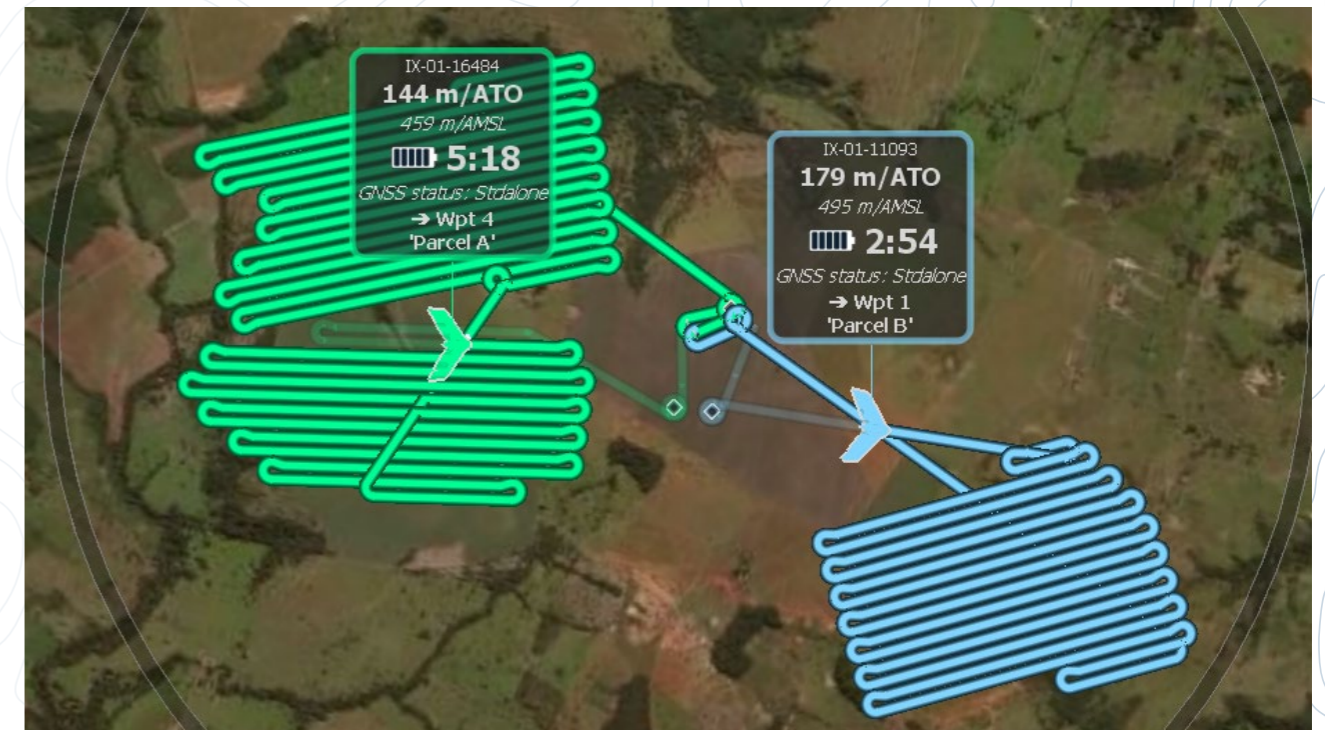 IX-01-16484
144 m/ATO
459 m/AMSL
5:18
GNSS status: Stdalone
➔ Wpt 4
'Parcel A'
IX-01-11093
179 m/ATO
495 m/AMSL
2:54
GNSS status: Stdalone
➔ Wpt 1
'Parcel B'